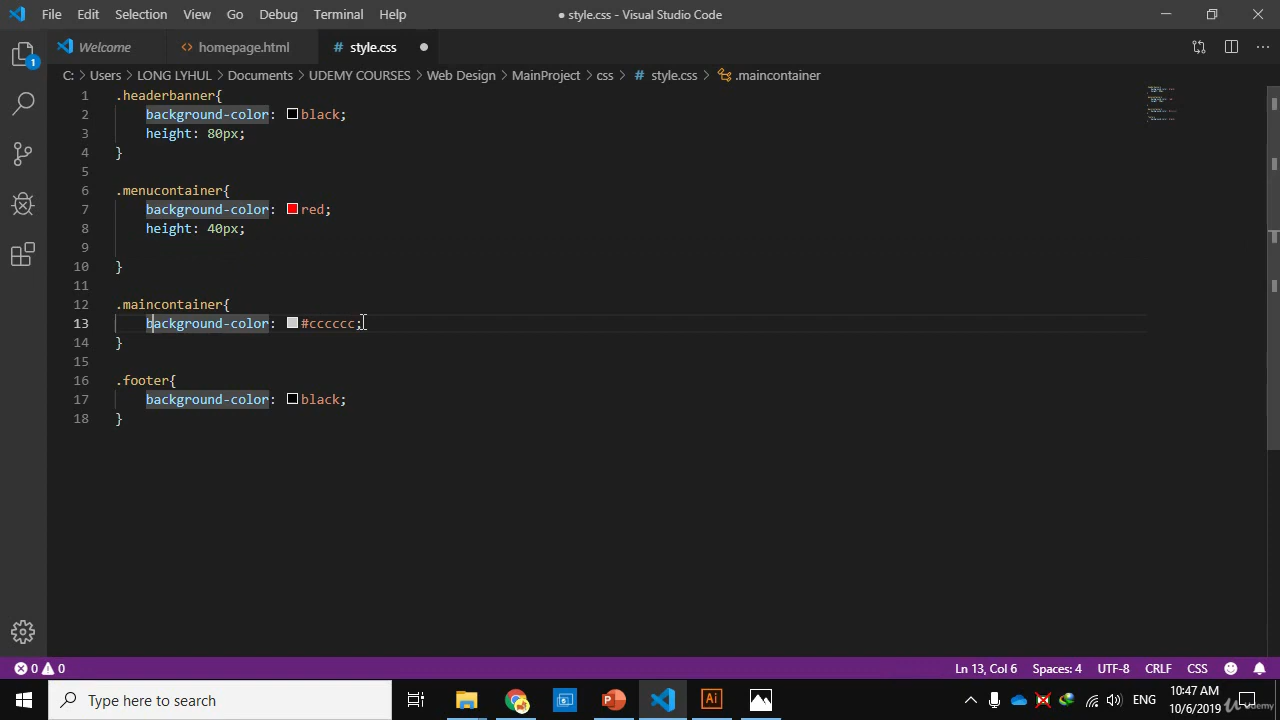 File Edit Selection View Go Debug Terminal Help
● style.css - Visual Studio Code
Welcome
<> homepage.html
# style.css ●
C: > Users > LONG LYHUL > Documents > UDEMY COURSES > Web Design > MainProject > css > # style.css > .maincontainer
1 .headerbanner{
2 background-color: black;
3 height: 80px;
4 }
5
6 .menucontainer{
7 background-color: red;
8 height: 40px;
9
10 }
11
12 .maincontainer{
13 background-color: #cccccc;
14 }
15
16 .footer{
17 background-color: black;
18 }
1
0 0
Ln 13, Col 6 Spaces: 4 UTF-8 CRLF CSS
Type here to search
Ai
ENG
10:47 AM
10/6/2019
Udemy